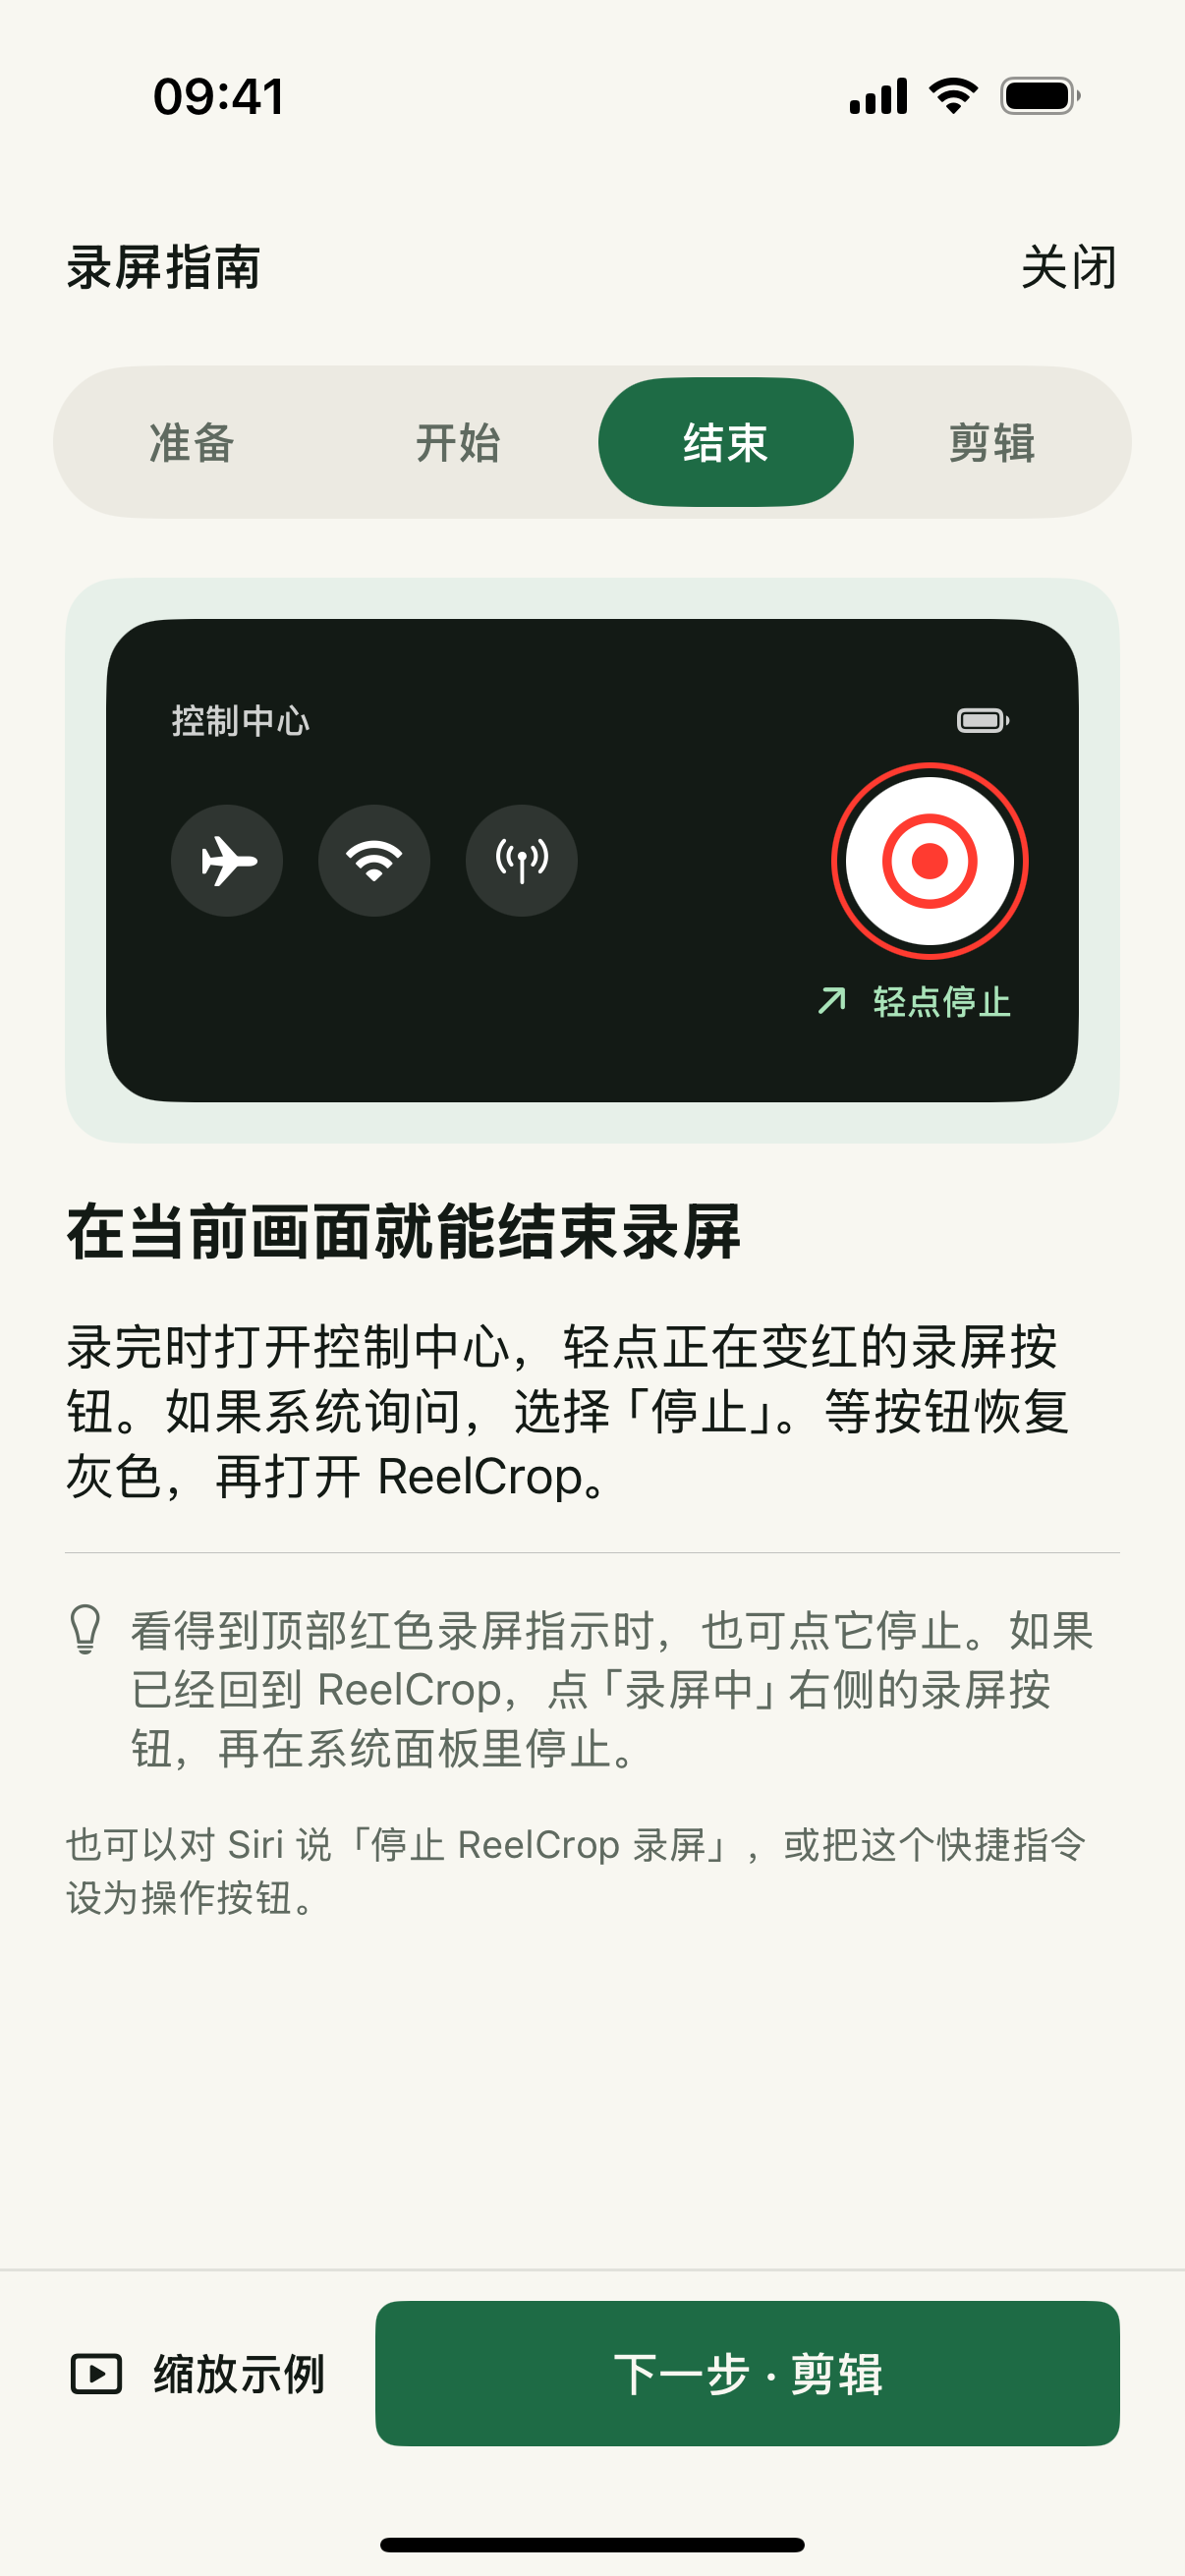 09:41
录屏指南
关闭
准备
开始
结束
剪辑
控制中心
轻点停止
在当前画面就能结束录屏
录完时打开控制中心，轻点正在变红的录屏按
钮。如果系统询问，选择「停止」。等按钮恢复
灰色，再打开 ReelCrop。
看得到顶部红色录屏指示时，也可点它停止。如果
已经回到 ReelCrop，点「录屏中」右侧的录屏按
钮，再在系统面板里停止。
也可以对 Siri 说「停止 ReelCrop 录屏」，或把这个快捷指令
设为操作按钮。
缩放示例
下一步 · 剪辑